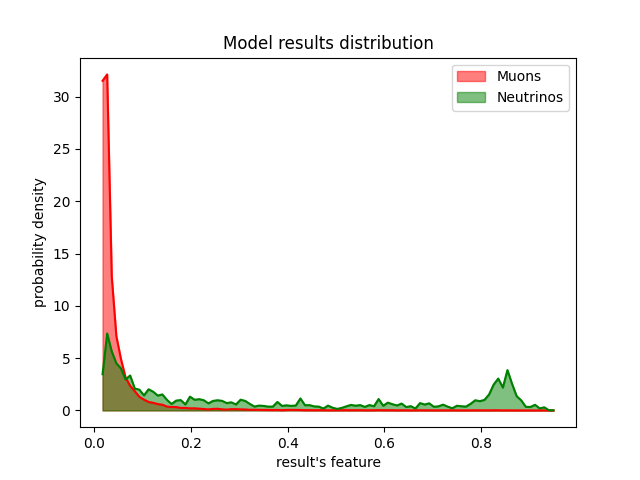 Model results distribution
Muons
Neutrinos
probability density
30
25
20
15
10
5
0
0.0 0.2 0.4 0.6 0.8
result's feature